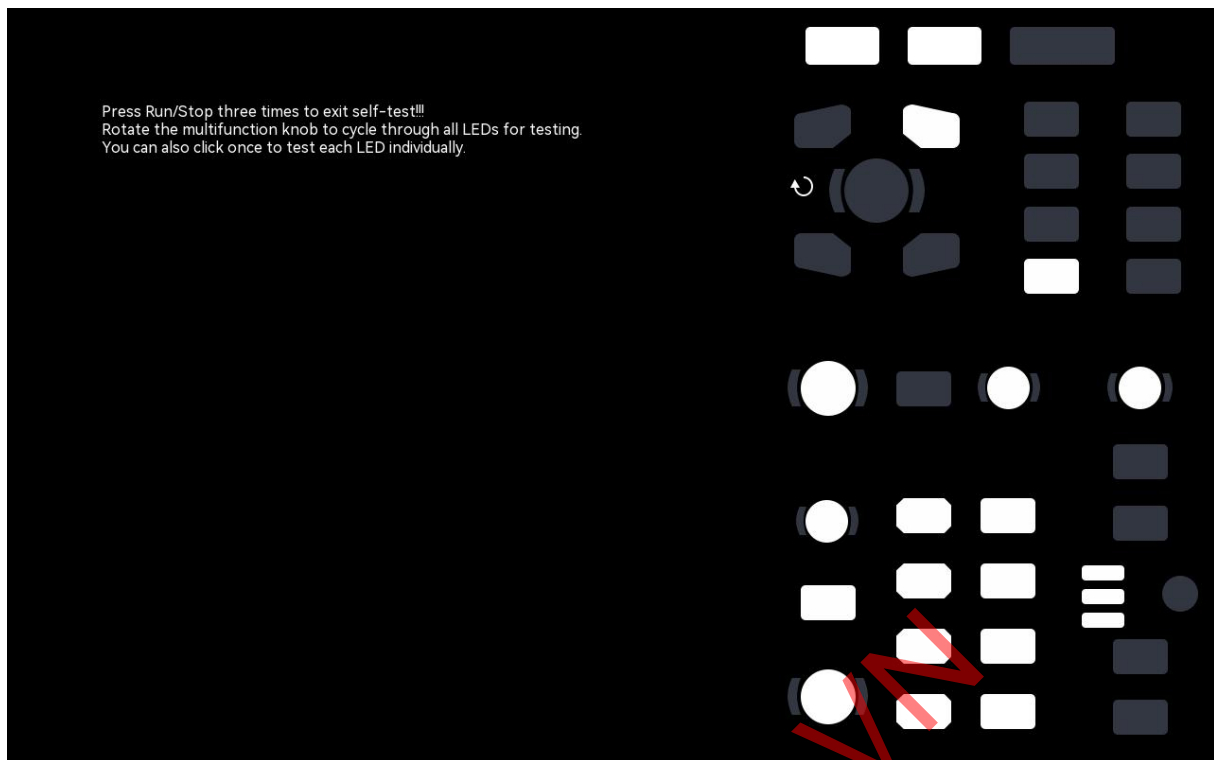 Press Run/Stop three times to exit self-test!!!
Rotate the multifunction knob to cycle through all LEDs for testing.
You can also click once to test each LED individually.
VN